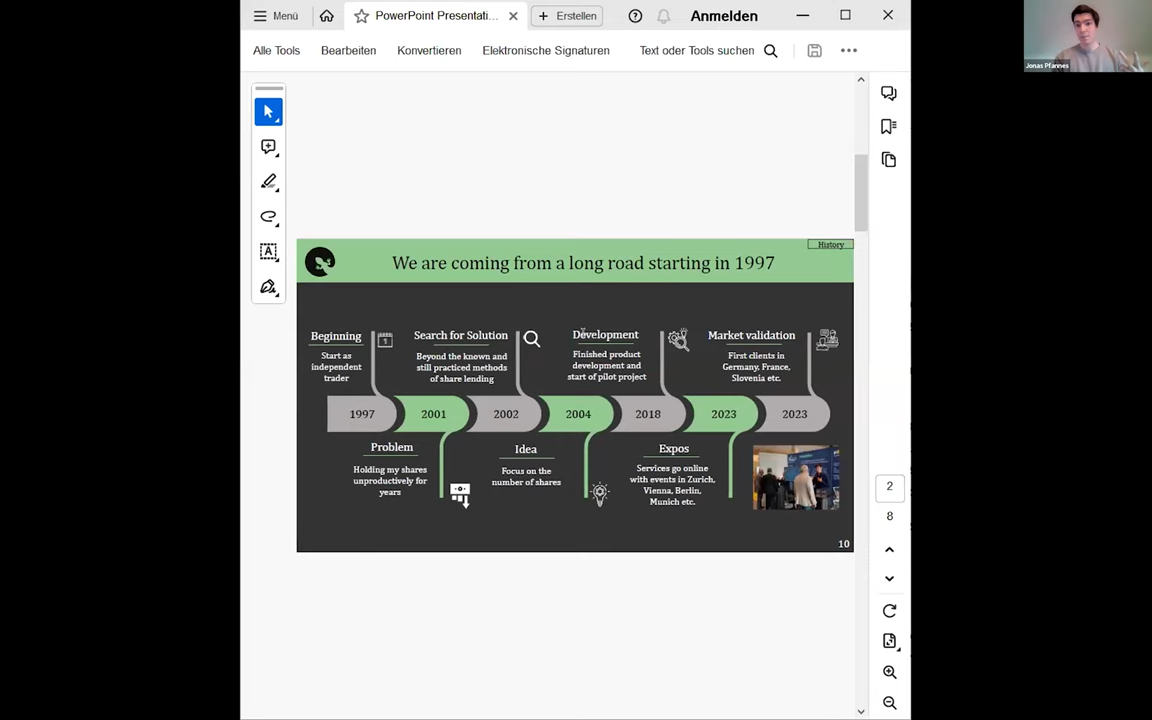 Menü
PowerPoint Presentati...
Erstellen
Anmelden
Alle Tools
Bearbeiten
Konvertieren
Elektronische Signaturen
Text oder Tools suchen
Jonas Pfannes
History
We are coming from a long road starting in 1997
Beginning
Start as
independent
trader
Search for Solution
Beyond the known and
still practiced methods
of share lending
Development
Finished product
development and
start of pilot project
Market validation
First clients in
Germany, France,
Slovenia etc.
1997
2001
2002
2004
2018
2023
2023
Problem
Holding my shares
unproductively for
years
Idea
Focus on the
number of shares
Expos
Services go online
with events in Zurich,
Vienna, Berlin,
Munich etc.
10
2
8